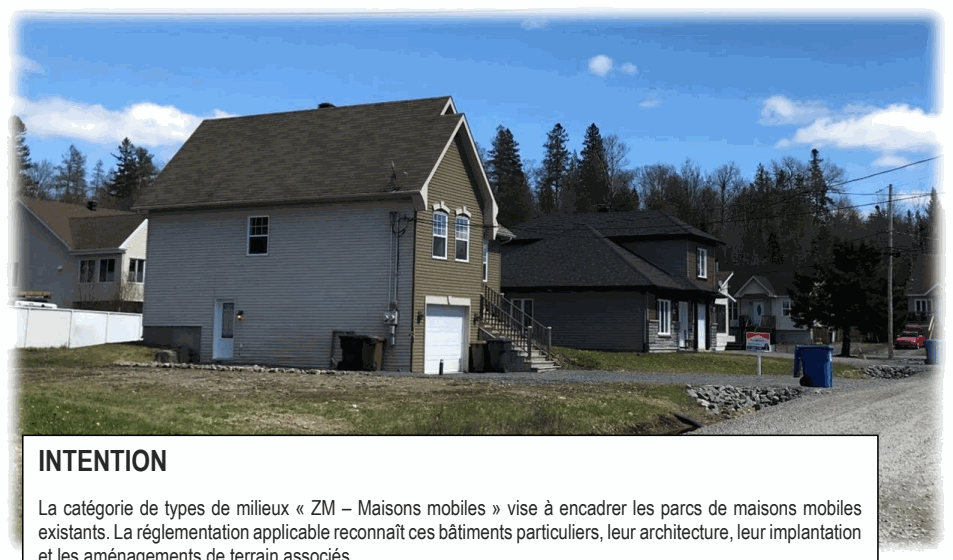 INTENTION
La catégorie de types de milieux « ZM – Maisons mobiles » vise à encadrer les parcs de maisons mobiles
existants. La réglementation applicable reconnaît ces bâtiments particuliers, leur architecture, leur implantation
et les aménagements de terrain associés.